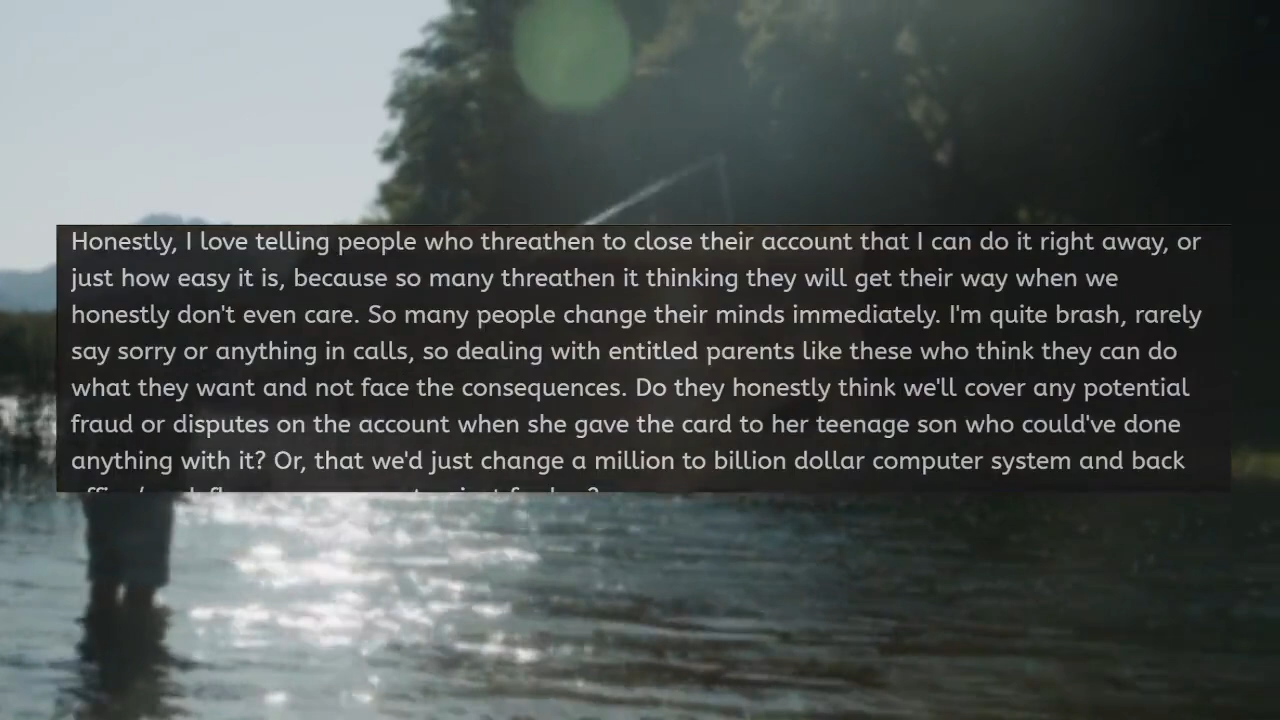 Honestly, I love telling people who threathen to close their account that I can do it right away, or
just how easy it is, because so many threathen it thinking they will get their way when we
honestly don't even care. So many people change their minds immediately. I'm quite brash, rarely
say sorry or anything in calls, so dealing with entitled parents like these who think they can do
what they want and not face the consequences. Do they honestly think we'll cover any potential
fraud or disputes on the account when she gave the card to her teenage son who could've done
anything with it? Or, that we'd just change a million to billion dollar computer system and back